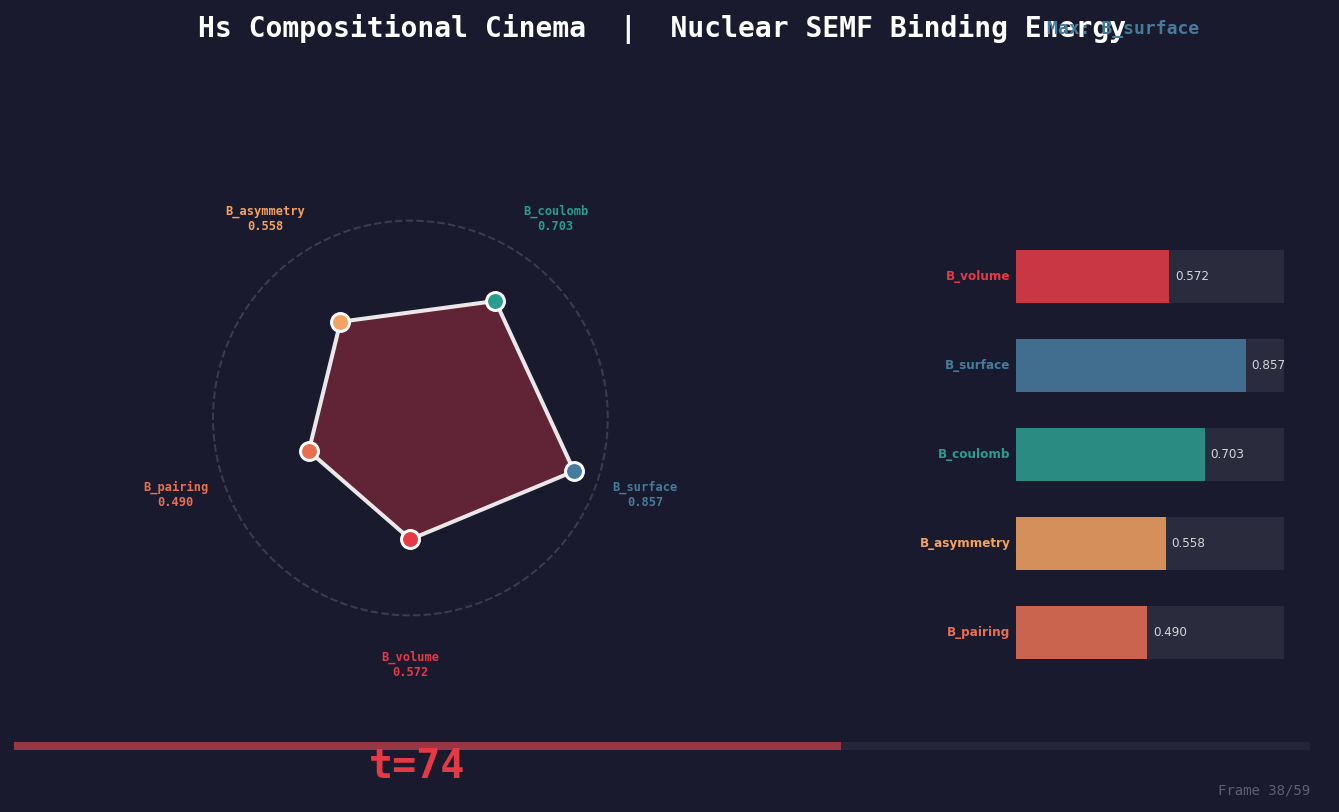 Hs Compositional Cinema | Nuclear SEMF Binding Energy
Max: B_surface
B_asymmetry
0.558
B_coulomb
0.703
B_pairing
0.490
B_surface
0.857
B_volume
0.572
B_volume 0.572
B_surface 0.857
B_coulomb 0.703
B_asymmetry 0.558
B_pairing 0.490
t=74
Frame 38/59